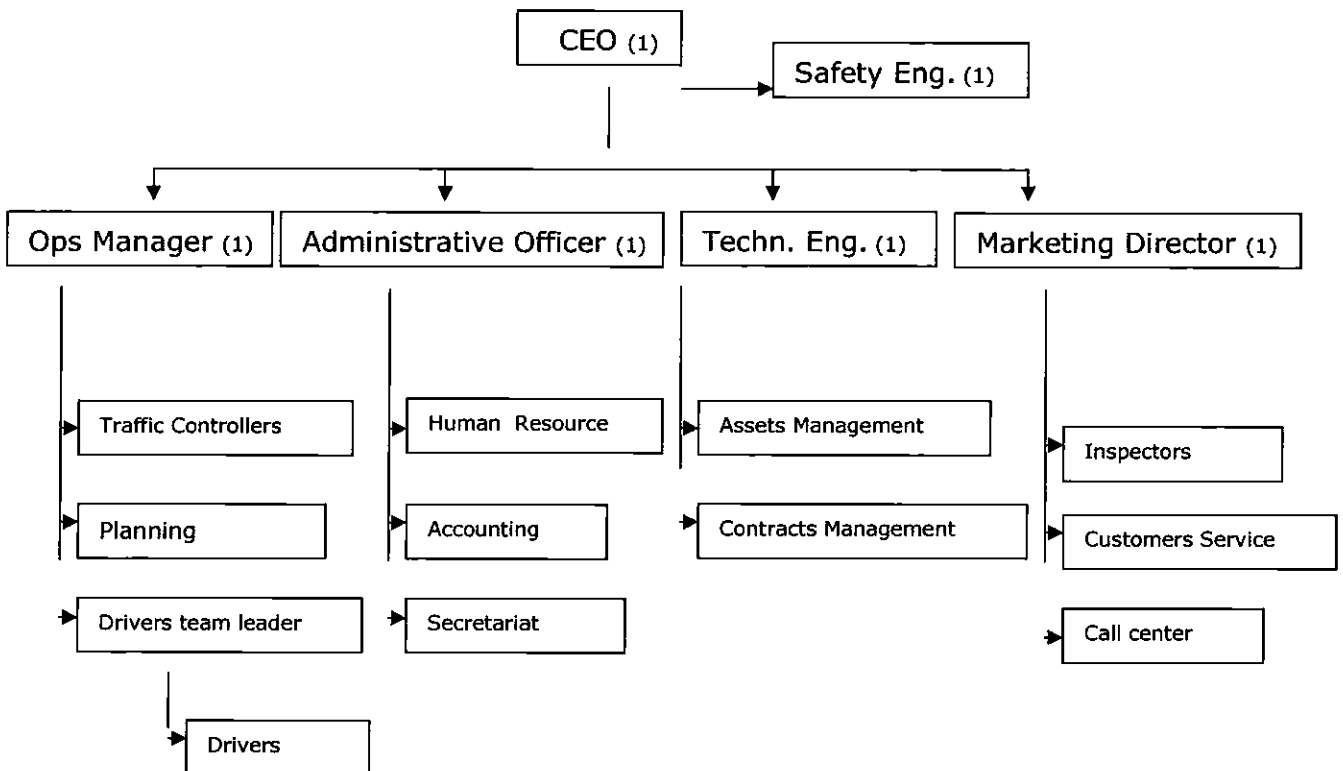 CEO (1)
Safety Eng. (1)
Ops Manager (1)
Administrative Officer (1)
Techn. Eng. (1)
Marketing Director (1)
Traffic Controllers
Human Resource
Assets Management
Inspectors
Planning
Accounting
Contracts Management
Customers Service
Drivers team leader
Secretariat
Call center
Drivers